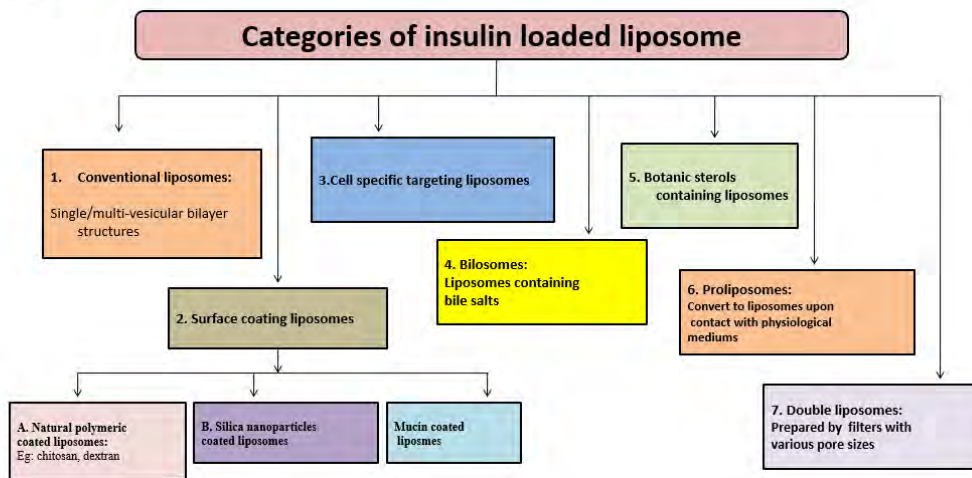 Categories of insulin loaded liposome
1. Conventional liposomes:
Single/multi-vesicular bilayer
structures
3.Cell specific targeting liposomes
5. Botanic sterols
containing liposomes
4. Bilosomes:
Liposomes containing
bile salts
6. Proliposomes:
Convert to liposomes upon
contact with physiological
mediums
2. Surface coating liposomes
7. Double liposomes:
Prepared by filters with
various pore sizes
A. Natural polymeric
coated liposomes:
Eg: chitosan, dextran
B. Silica nanoparticles
coated liposomes
Mucin coated
liposmes